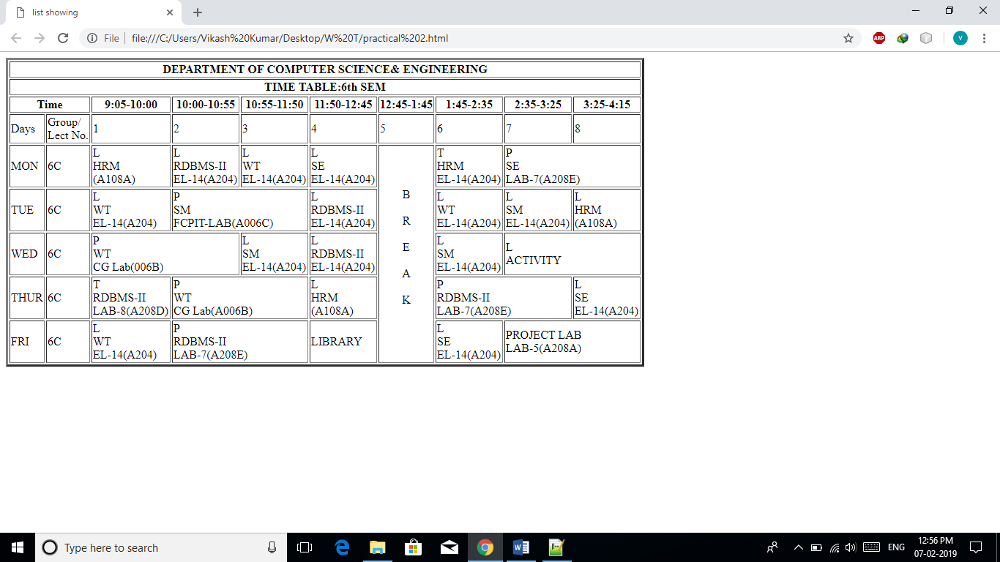 list showing
File
file:///C:/Users/Vikash%20Kumar/Desktop/W%20T/practical%202.html
ABP
V
DEPARTMENT OF COMPUTER SCIENCE& ENGINEERING
TIME TABLE:6th SEM
Time 9:05-10:00 10:00-10:55 10:55-11:50 11:50-12:45 12:45-1:45 1:45-2:35 2:35-3:25 3:25-4:15
Days Group/ Lect No. 1 2 3 4 5 6 7 8
MON 6C
L
HRM
(A108A)
L
RDBMS-II
EL-14(A204)
L
WT
EL-14(A204)
L
SE
EL-14(A204)
B
R
E
A
K
T
HRM
EL-14(A204)
P
SE
LAB-7(A208E)
TUE 6C
L
WT
EL-14(A204)
P
SM
FCPIT-LAB(A006C)
L
RDBMS-II
EL-14(A204)
L
WT
EL-14(A204)
L
SM
EL-14(A204)
L
HRM
(A108A)
WED 6C
P
WT
CG Lab(006B)
L
SM
EL-14(A204)
L
RDBMS-II
EL-14(A204)
L
SM
EL-14(A204)
L
ACTIVITY
THUR 6C
T
RDBMS-II
LAB-8(A208D)
P
WT
CG Lab(A006B)
L
HRM
(A108A)
P
RDBMS-II
LAB-7(A208E)
L
SE
EL-14(A204)
FRI 6C
L
WT
EL-14(A204)
P
RDBMS-II
LAB-7(A208E)
LIBRARY
L
SE
EL-14(A204)
PROJECT LAB
LAB-5(A208A)
Type here to search
ENG
12:56 PM
07-02-2019